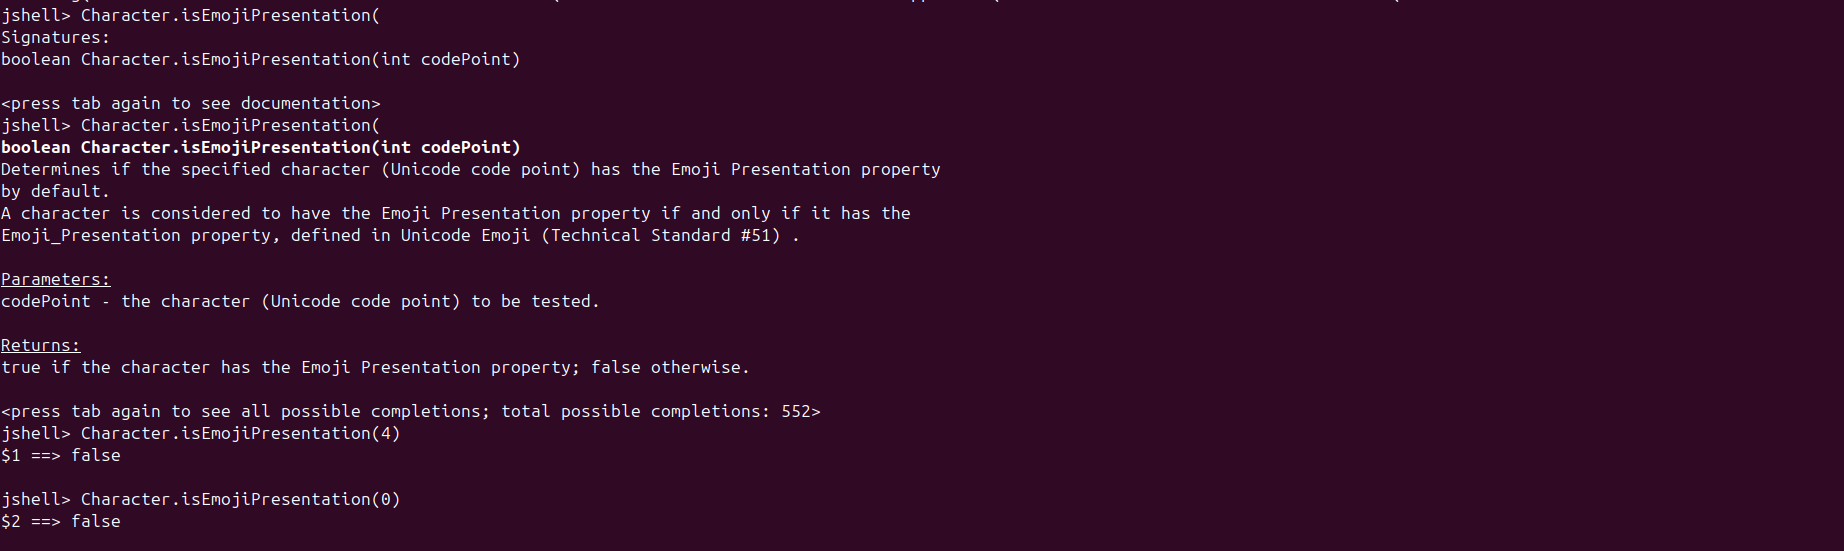 jshell> Character.isEmojiPresentation(
Signatures:
boolean Character.isEmojiPresentation(int codePoint)
<press tab again to see documentation>
jshell> Character.isEmojiPresentation(
boolean Character.isEmojiPresentation(int codePoint)
Determines if the specified character (Unicode code point) has the Emoji Presentation property
by default.
A character is considered to have the Emoji Presentation property if and only if it has the
Emoji_Presentation property, defined in Unicode Emoji (Technical Standard #51) .
Parameters:
codePoint - the character (Unicode code point) to be tested.
Returns:
true if the character has the Emoji Presentation property; false otherwise.
<press tab again to see all possible completions; total possible completions: 552>
jshell> Character.isEmojiPresentation(4)
$1 ==> false
jshell> Character.isEmojiPresentation(0)
$2 ==> false